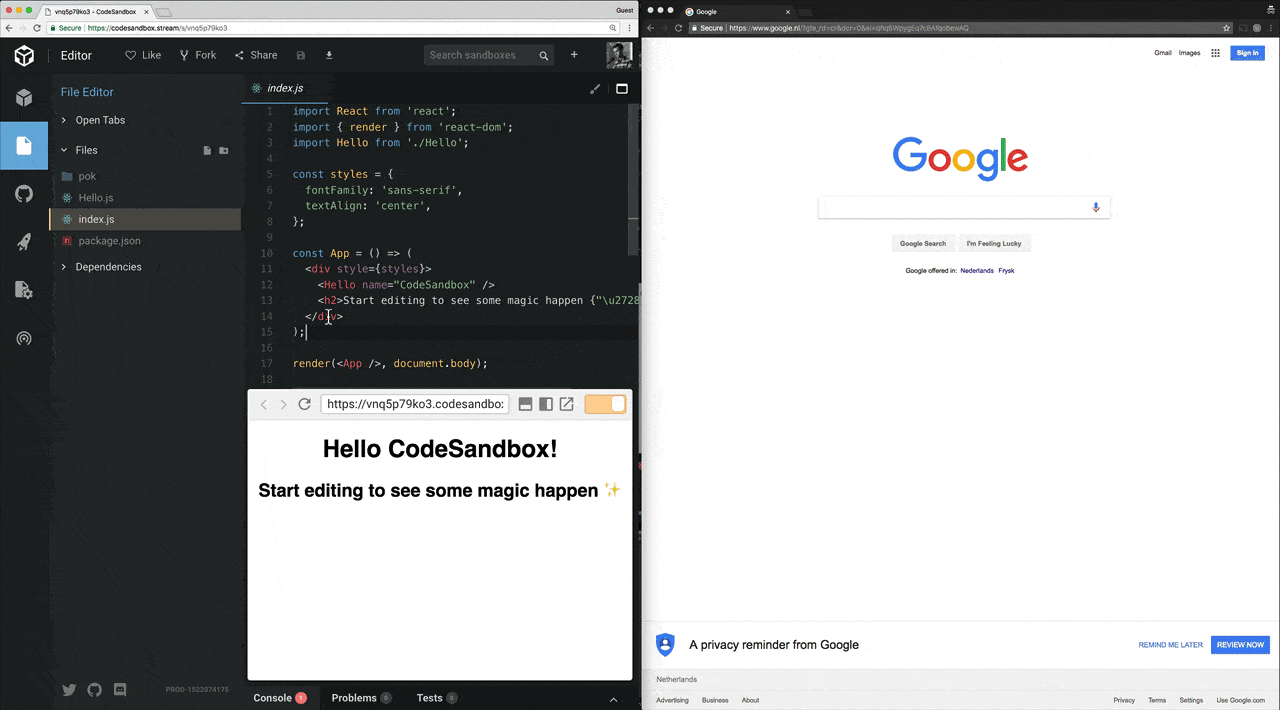 vnq5p79ko3 - CodeSandbox
Guest
Secure https://codesandbox.stream/s/vnq5p79ko3
Editor
Like
Fork
Share
Search sandboxes
File Editor
Open Tabs
Files
pok
Hello.js
index.js
package.json
Dependencies
PROD-1522074175
index.js
1 import React from 'react';
2 import { render } from 'react-dom';
3 import Hello from './Hello';
4
5 const styles = {
6 fontFamily: 'sans-serif',
7 textAlign: 'center',
8 };
9
10 const App = () => (
11 <div style={styles}>
12 <Hello name="CodeSandbox" />
13 <h2>Start editing to see some magic happen {"\u2728
14 </div>
15 );
16
17 render(<App />, document.body);
18
https://vnq5p79ko3.codesandbo
Hello CodeSandbox!
Start editing to see some magic happen ✨
Console 1
Problems 0
Tests 0
Google
Secure https://www.google.nl/
Gmail
Images
Sign in
Google
Google Search
I'm Feeling Lucky
Google offered in: Nederlands Frysk
A privacy reminder from Google
REMIND ME LATER
REVIEW NOW
Netherlands
Advertising
Business
About
Privacy
Terms
Settings
Use Google.com